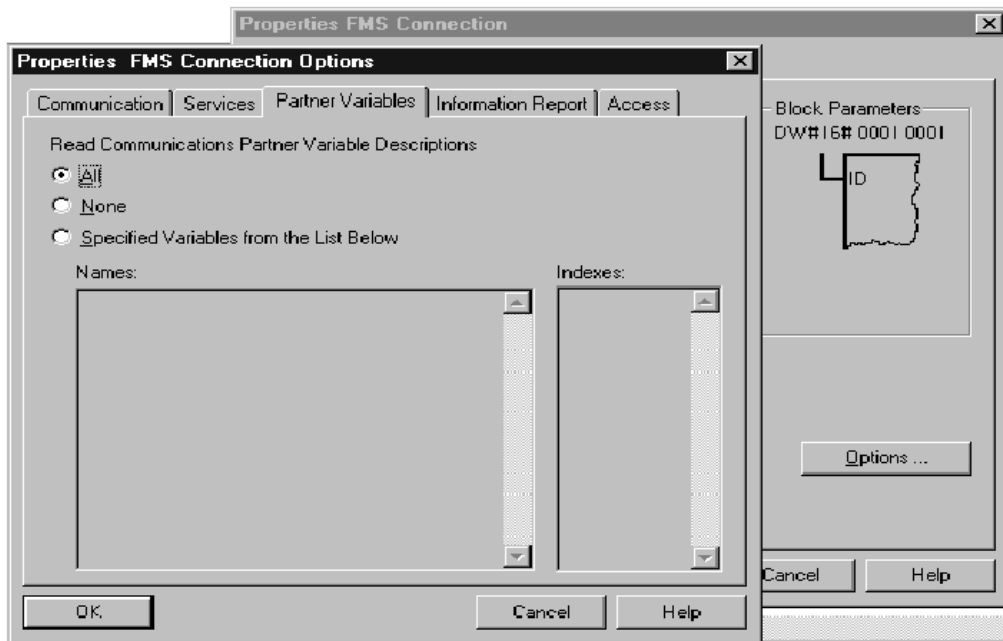 Properties FMS Connection
Properties FMS Connection Options
Communication Services Partner Variables Information Report Access
Read Communications Partner Variable Descriptions
All
None
Specified Variables from the List Below
Names: Indexes:
OK Cancel Help
Block Parameters
DW#16# 0001 0001
ID
Options ...
Cancel Help